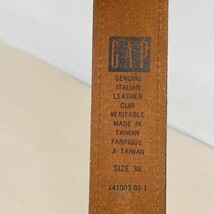 GAP
GENUINE
ITALIAN
LEATHER
CUIR
VERITABLE
MADE IN
TAIWAN
FABRIQUE
A TAIWAN
SIZE 36
141003-02-1